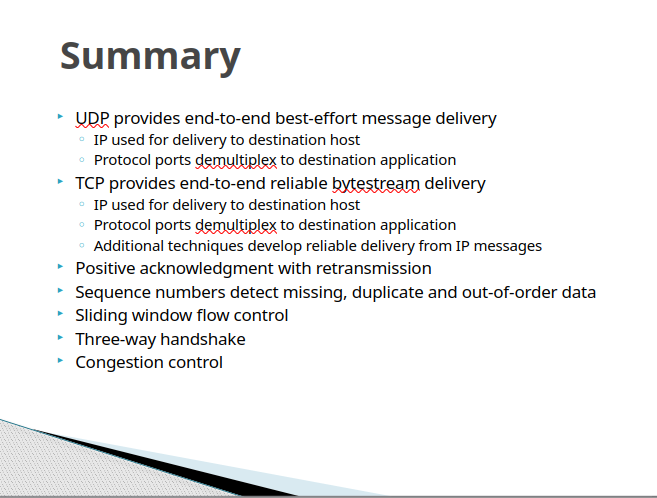 Summary
UDP provides end-to-end best-effort message delivery
IP used for delivery to destination host
Protocol ports demultiplex to destination application
TCP provides end-to-end reliable bytestream delivery
IP used for delivery to destination host
Protocol ports demultiplex to destination application
Additional techniques develop reliable delivery from IP messages
Positive acknowledgment with retransmission
Sequence numbers detect missing, duplicate and out-of-order data
Sliding window flow control
Three-way handshake
Congestion control